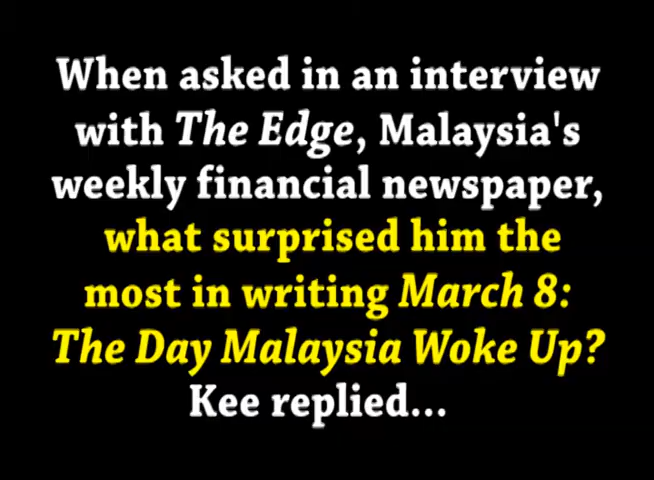 When asked in an interview
with The Edge, Malaysia's
weekly financial newspaper,
what surprised him the
most in writing March 8:
The Day Malaysia Woke Up?
Kee replied...